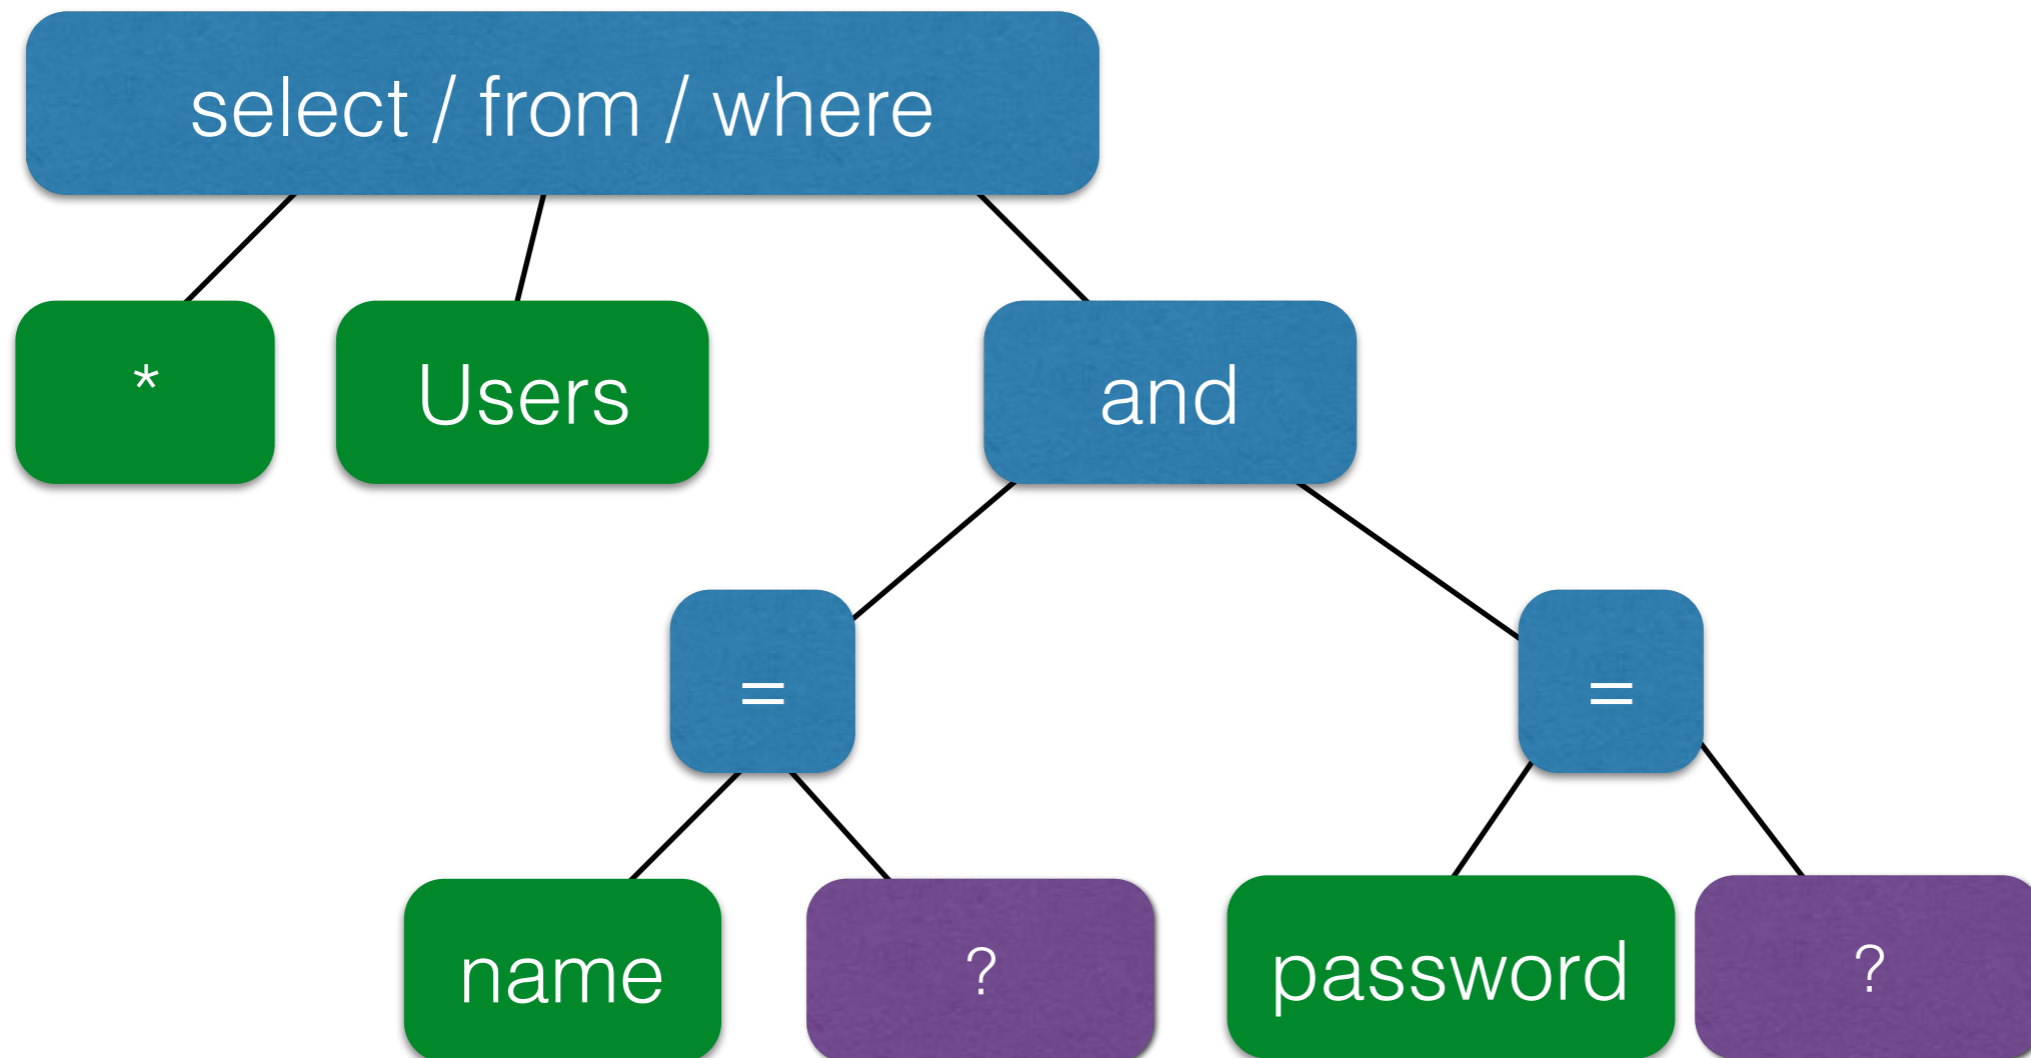 select / from / where
*
Users
and
=
=
name
?
password
?